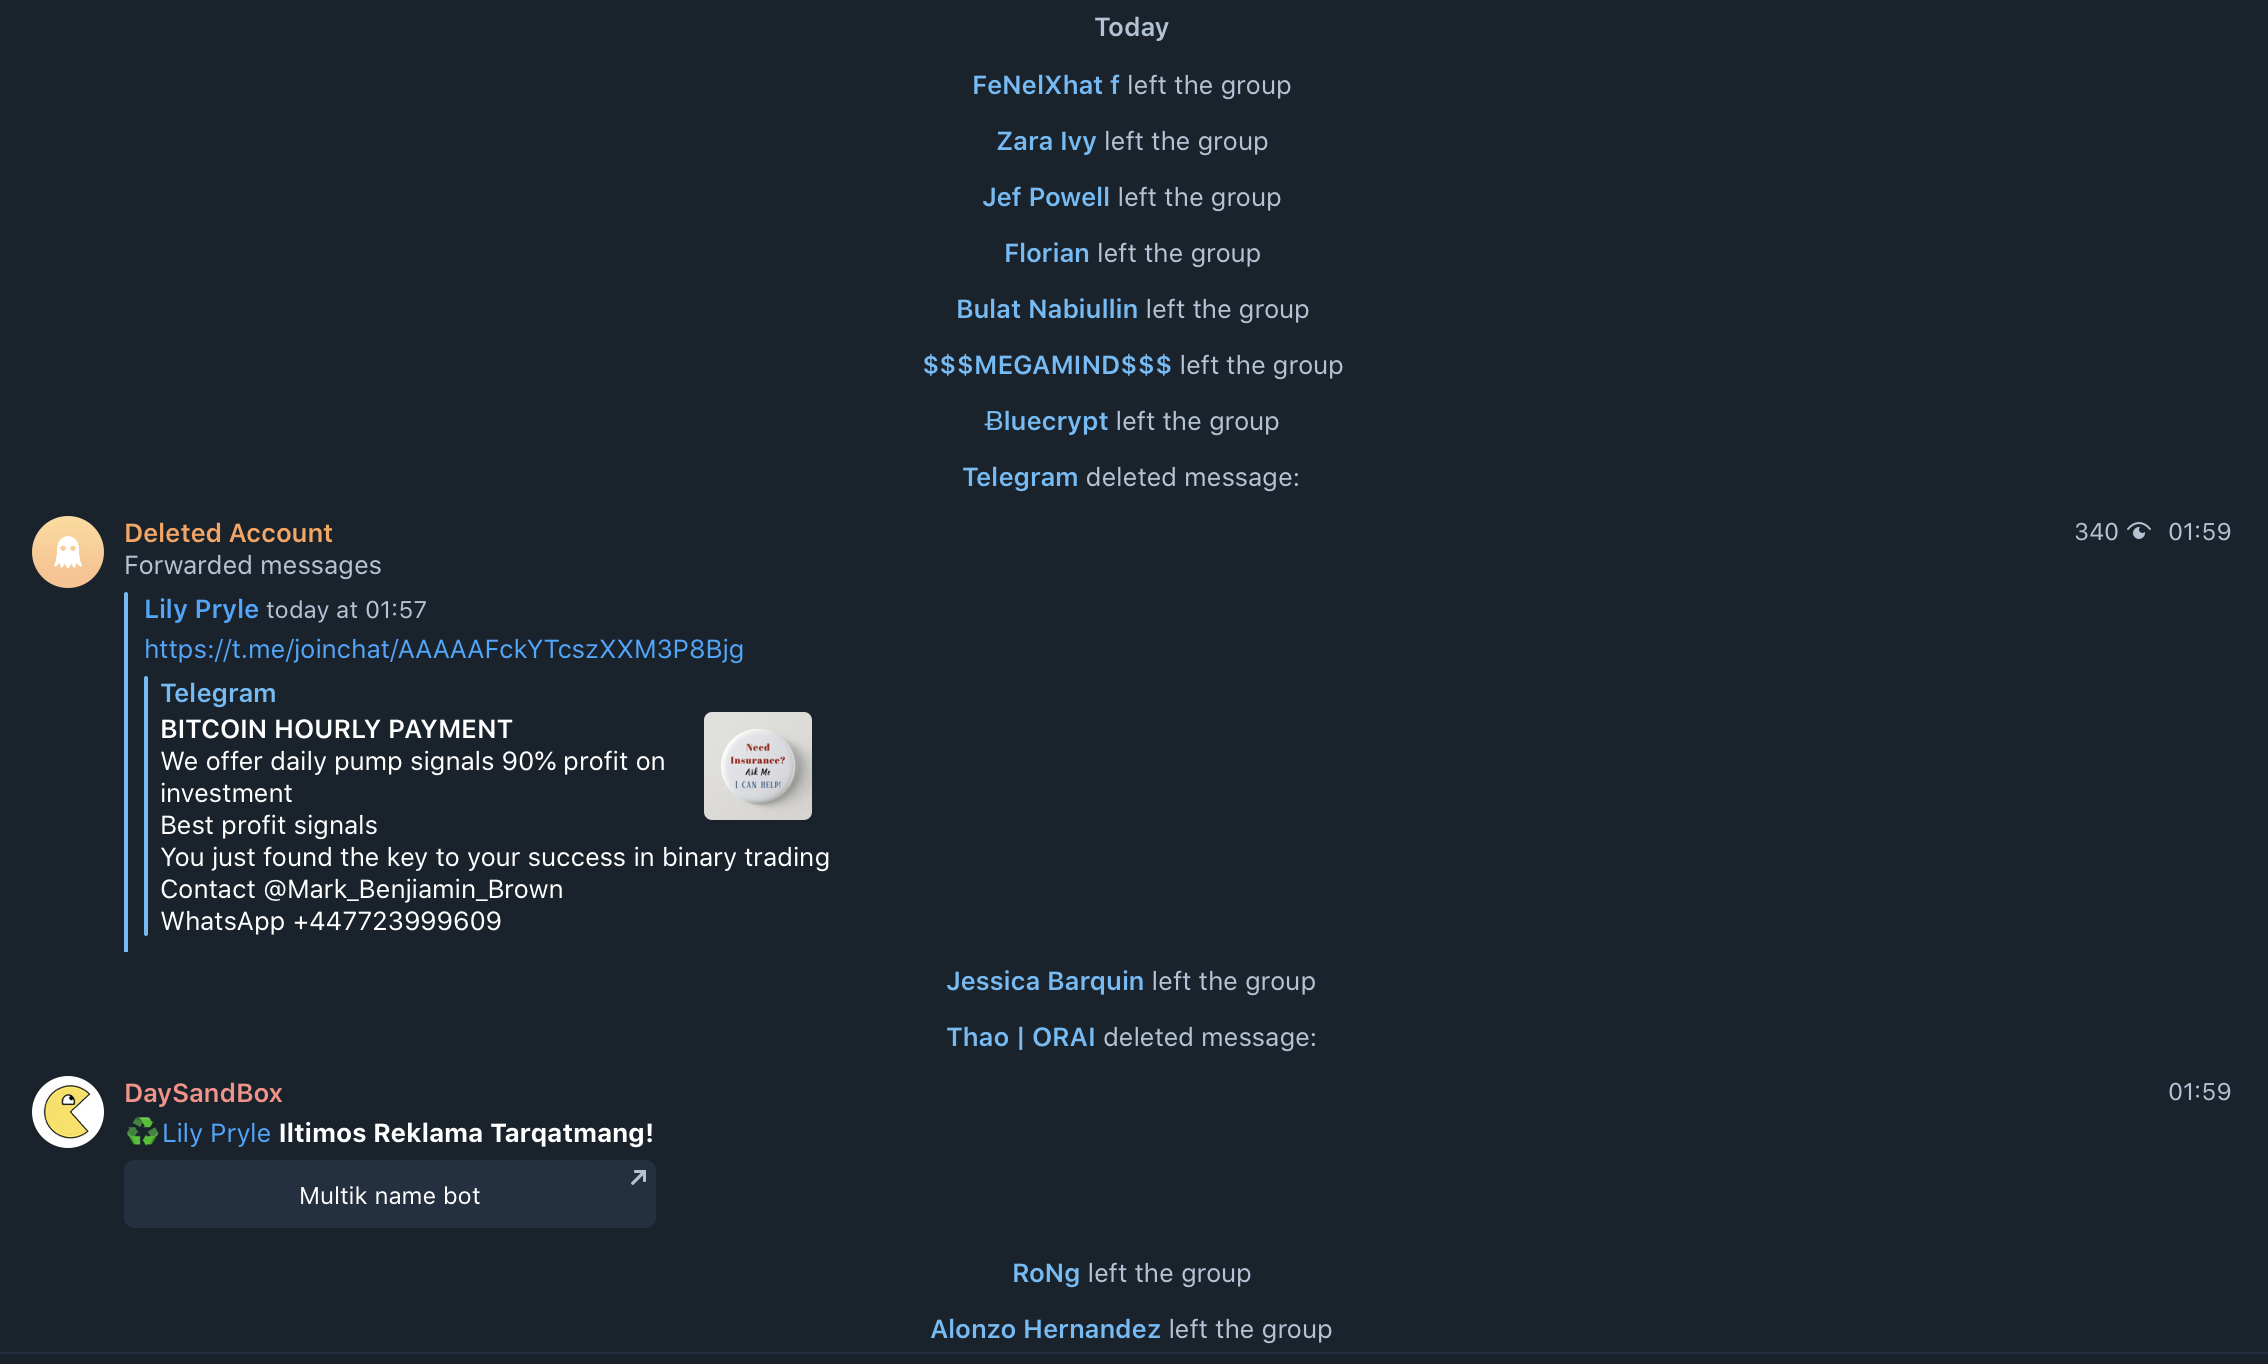 Today
FeNelXhat f left the group
Zara Ivy left the group
Jef Powell left the group
Florian left the group
Bulat Nabiullin left the group
$$$MEGAMIND$$$ left the group
Ƀluecrypt left the group
Telegram deleted message:
Deleted Account
340 01:59
Forwarded messages
Lily Pryle today at 01:57
https://t.me/joinchat/AAAAAFckYTcszXXM3P8Bjg
Telegram
BITCOIN HOURLY PAYMENT
We offer daily pump signals 90% profit on
investment
Best profit signals
You just found the key to your success in binary trading
Contact @Mark_Benjiamin_Brown
WhatsApp +447723999609
Need
Insurance?
Ask Me
I CAN HELP!
Jessica Barquin left the group
Thao | ORAI deleted message:
DaySandBox
01:59
♻️Lily Pryle Iltimos Reklama Tarqatmang!
Multik name bot
RoNg left the group
Alonzo Hernandez left the group